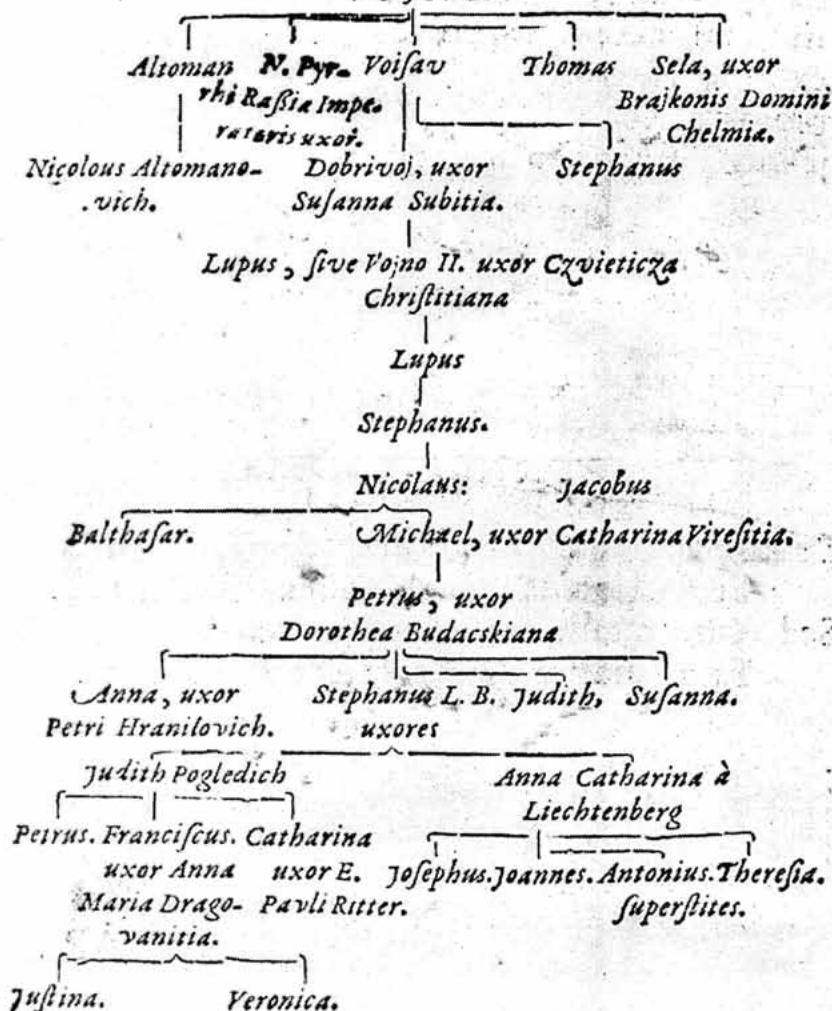 Altoman N. Pyr- Voiſav Thomas Sela, uxor
rhi Raßiæ Impe- Brajkonis Domini
ratoris uxor. Chelmiæ.
Nicolous Altomano- Dobrivoj, uxor Stephanus
vich. Suſanna Subitia.
Lupus, ſive Vojno II. uxor Czvieticza
Chriſtitiana
Lupus
Stephanus.
Nicolaus: Jacobus
Balthaſar. Michael, uxor Catharina Vireſitia.
Petrus, uxor
Dorothea Budacskiana
Anna, uxor Stephanus L. B. Judith, Suſanna.
Petri Hranilovich. uxores
Judith Pogledich Anna Catharina à
Liechtenberg
Petrus. Franciſcus. Catharina
uxor Anna uxor E. Joſephus. Joannes. Antonius. Thereſia.
Maria Drago- Pavli Ritter. ſuperſtites.
vanitia.
Juſtina. Veronica.